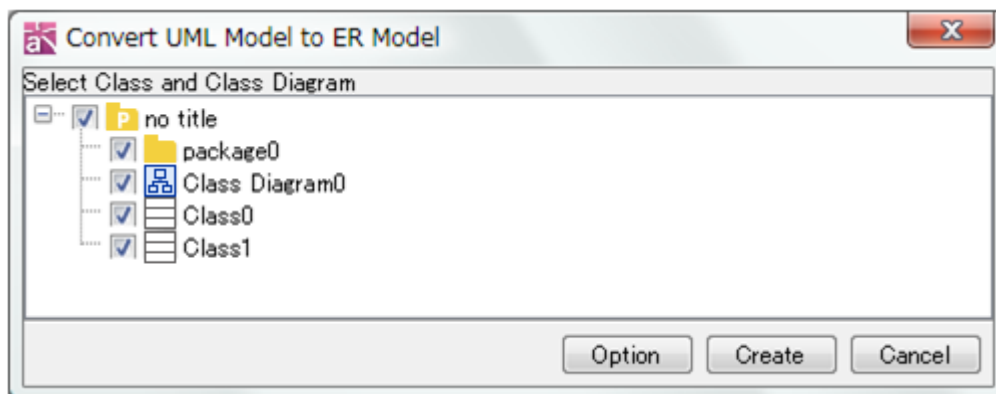 Convert UML Model to ER Model
Select Class and Class Diagram
P no title
package0
Class Diagram0
Class0
Class1
Option Create Cancel